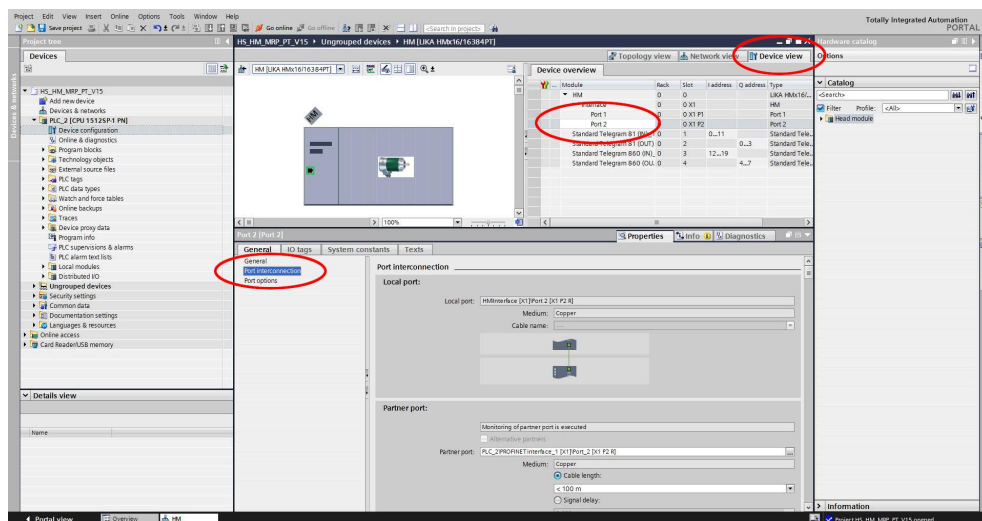 Project Edit View Insert Online Options Tools Window Help
Totally Integrated Automation
PORTAL
Save project
Go online
Go offline
<Search in project>
Project tree
HS_HM_MRP_PT_V15 › Ungrouped devices › HM [LIKA HMx16/16384PT]
Hardware catalog
Devices
Topology view
Network view
Device view
Options
HM [LIKA HMx16/16384PT]
Device overview
HS_HM_MRP_PT_V15
Add new device
Devices & networks
PLC_2 [CPU 1512SP-1 PN]
Device configuration
Online & diagnostics
Program blocks
Technology objects
External source files
PLC tags
PLC data types
Watch and force tables
Online backups
Traces
Device proxy data
Program info
PLC supervisions & alarms
PLC alarm text lists
Local modules
Distributed I/O
Ungrouped devices
Security settings
Common data
Documentation settings
Languages & resources
Online access
Card Reader/USB memory
Details view
Name
HM
100%
... Module Rack Slot I address Q address Type
HM 0 0 LIKA HMx16/...
Interface 0 0 X1 HM
Port 1 0 0 X1 P1 Port 1
Port 2 0 0 X1 P2 Port 2
Standard Telegram 81 (IN)_1 0 1 0...11 Standard Tele...
Standard Telegram 81 (OUT) 0 2 0...3 Standard Tele...
Standard Telegram 860 (IN)_ 0 3 12...19 Standard Tele...
Standard Telegram 860 (OU.. 0 4 4...7 Standard Tele...
Catalog
<Search>
Filter Profile: <All>
Head module
Port 2 [Port 2]
Properties
Info
Diagnostics
General
IO tags
System constants
Texts
General
Port interconnection
Port options
Port interconnection
Local port:
Local port: HM\Interface [X1]\Port 2 [X1 P2 R]
Medium: Copper
Cable name: ---
Partner port:
Monitoring of partner port is executed
Alternative partners
Partner port: PLC_2\PROFINET interface_1 [X1]\Port_2 [X1 P2 R]
Medium: Copper
Cable length:
< 100 m
Signal delay:
Information
Portal view
Overview
HM
Project HS_HM_MRP_PT_V15 opened.